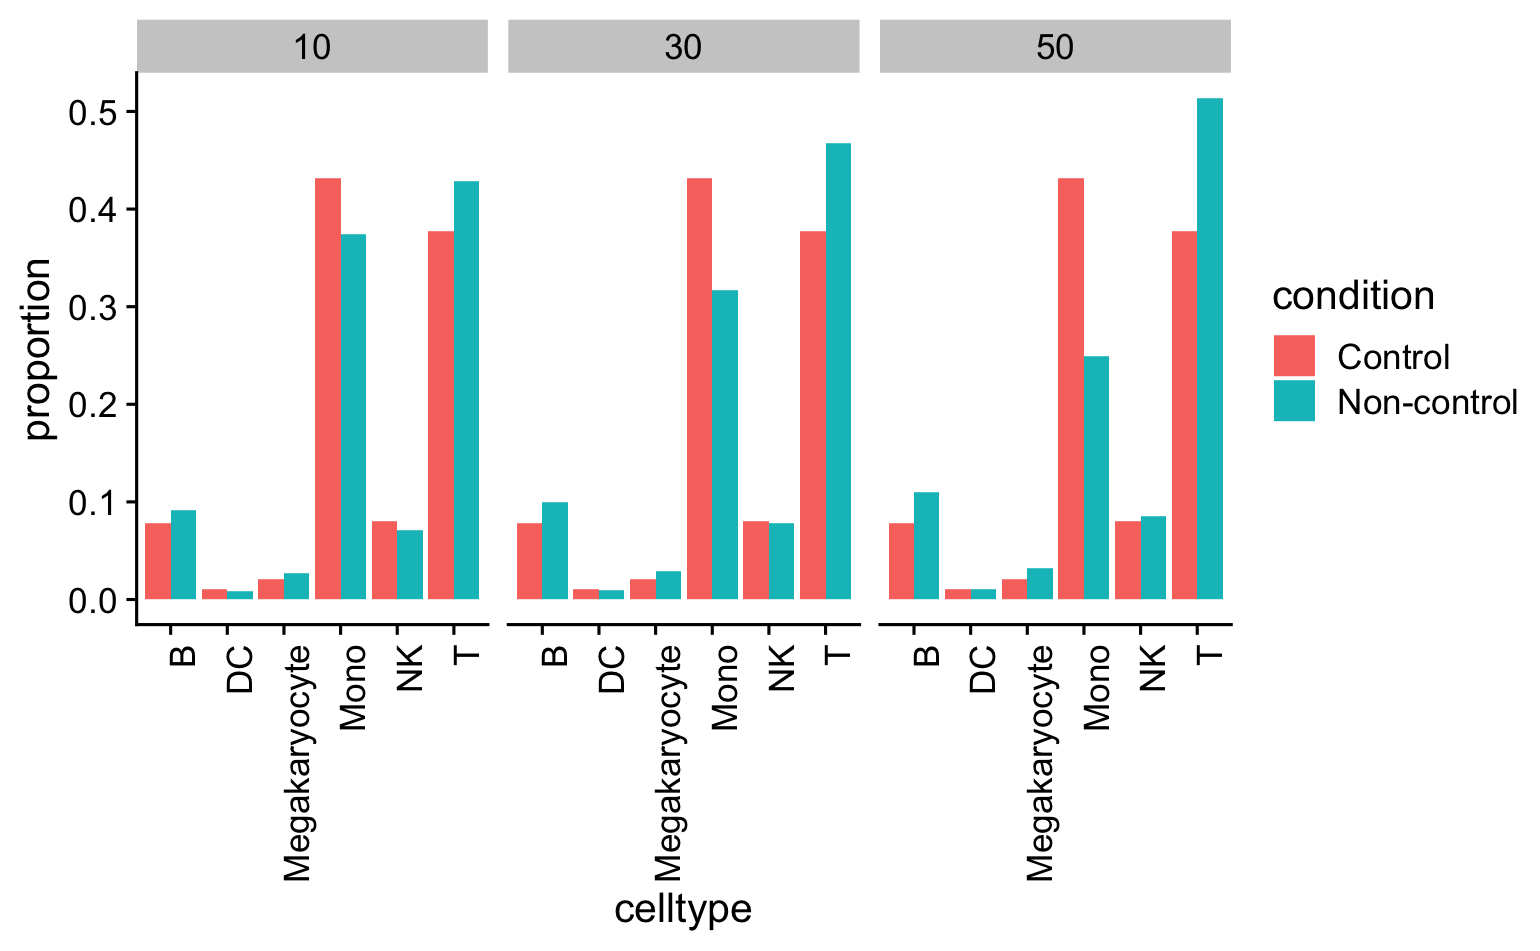 10 30 50
0.5
0.4
0.3
0.2
0.1
0.0
proportion
B DC Megakaryocyte Mono NK T B DC Megakaryocyte Mono NK T B DC Megakaryocyte Mono NK T
celltype
condition
Control
Non-control